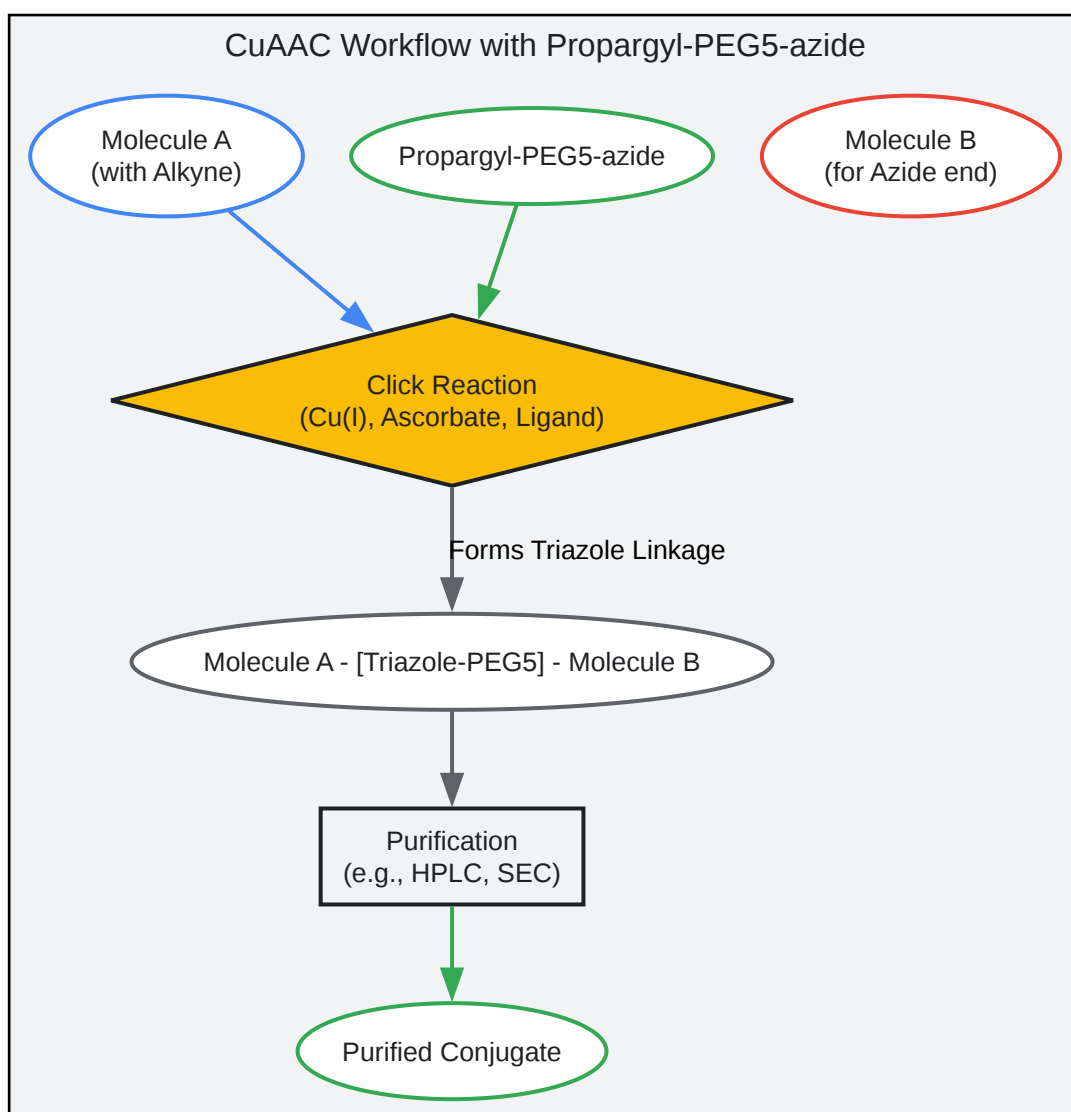 CuAAC Workflow with Propargyl-PEG5-azide
Molecule A
(with Alkyne)
Propargyl-PEG5-azide
Molecule B
(for Azide end)
Click Reaction
(Cu(I), Ascorbate, Ligand)
Forms Triazole Linkage
Molecule A - [Triazole-PEG5] - Molecule B
Purification
(e.g., HPLC, SEC)
Purified Conjugate